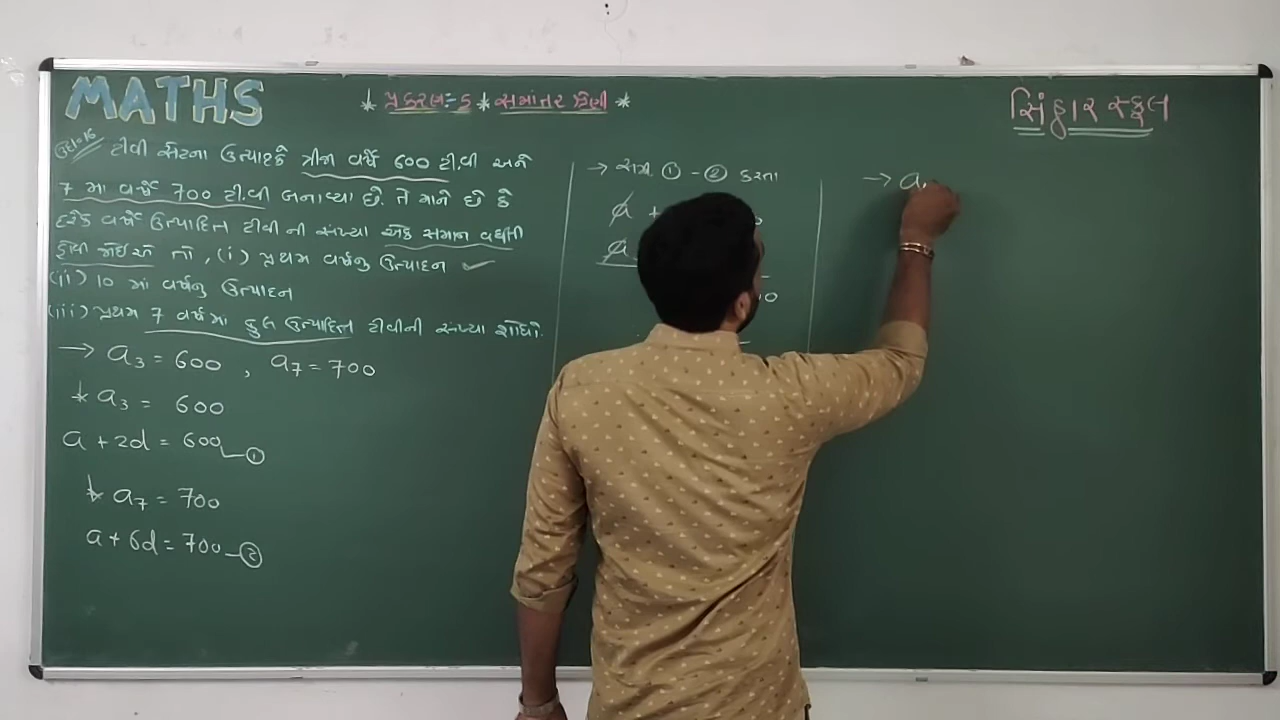 MATHS
* પ્રકરણ:- 5 * સમાંતર શ્રેણી *
સિંહાર સ્કૂલ
ઉદા.16 ટીવી સેટના ઉત્પાદકે ત્રીજા વર્ષે 600 ટી.વી અને
7 માં વર્ષે 700 ટી.વી બનાવ્યા છે. તે માને છે કે
દરેક વર્ષે ઉત્પાદિત ટીવી ની સંખ્યા એક સમાન વધતી
હોવી જોઈએ તો, (i) પ્રથમ વર્ષનું ઉત્પાદન ✓
(ii) 10 માં વર્ષનું ઉત્પાદન
(iii) પ્રથમ 7 વર્ષમાં કુલ ઉત્પાદિત ટીવીની સંખ્યા શોધો.
→ a₃ = 600 , a₇ = 700
* a₃ = 600
a + 2d = 600 —①
* a₇ = 700
a + 6d = 700 —②
→ સમી ① - ② કરતા
a +
a
→ a